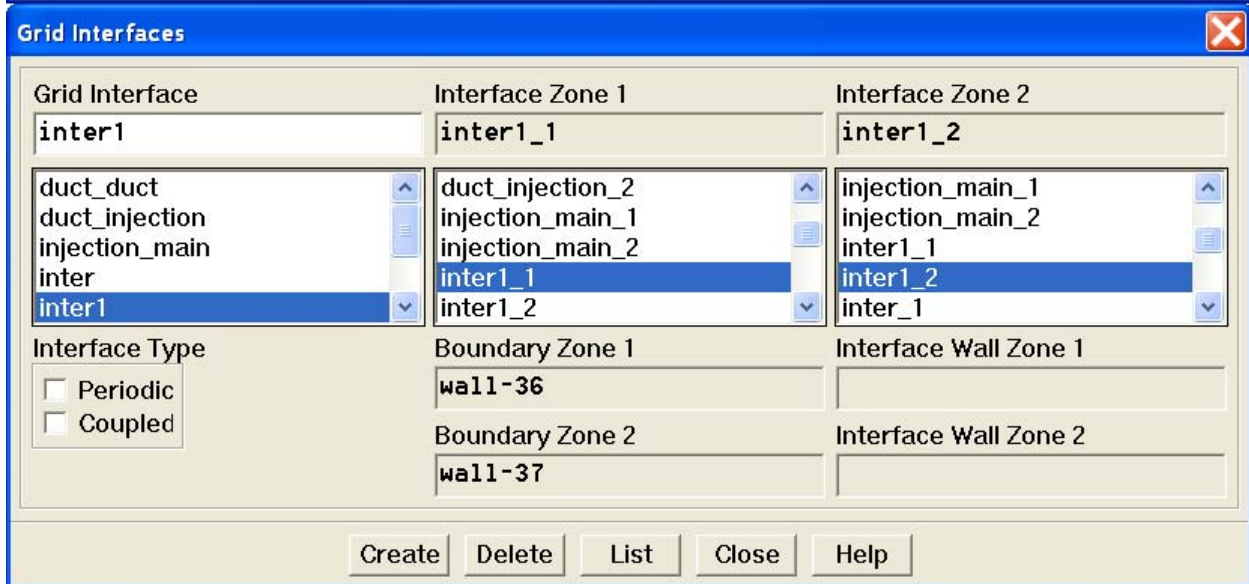 Grid Interfaces
Grid Interface
inter1
duct_duct
duct_injection
injection_main
inter
inter1
Interface Type
Periodic
Coupled
Interface Zone 1
inter1_1
duct_injection_2
injection_main_1
injection_main_2
inter1_1
inter1_2
Boundary Zone 1
wall-36
Boundary Zone 2
wall-37
Interface Zone 2
inter1_2
injection_main_1
injection_main_2
inter1_1
inter1_2
inter_1
Interface Wall Zone 1
Interface Wall Zone 2
Create Delete List Close Help